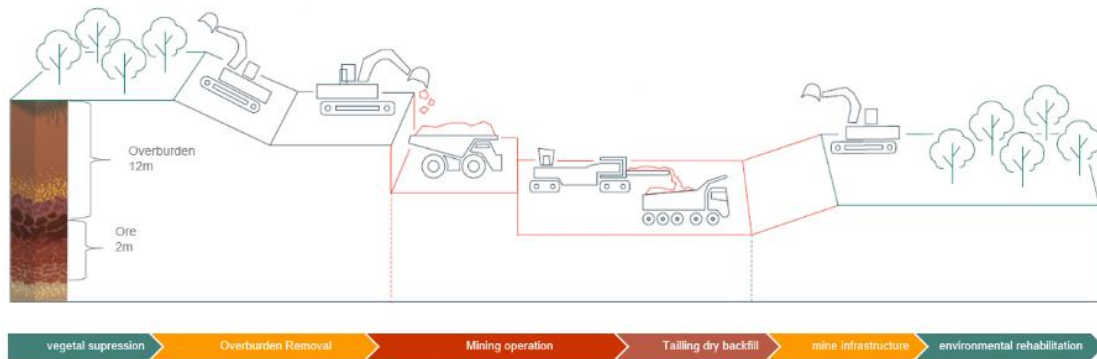 Overburden
12m
Ore
2m
vegetal supression
Overburden Removal
Mining operation
Tailling dry backfill
mine infrastructure
environmental rehabilitation